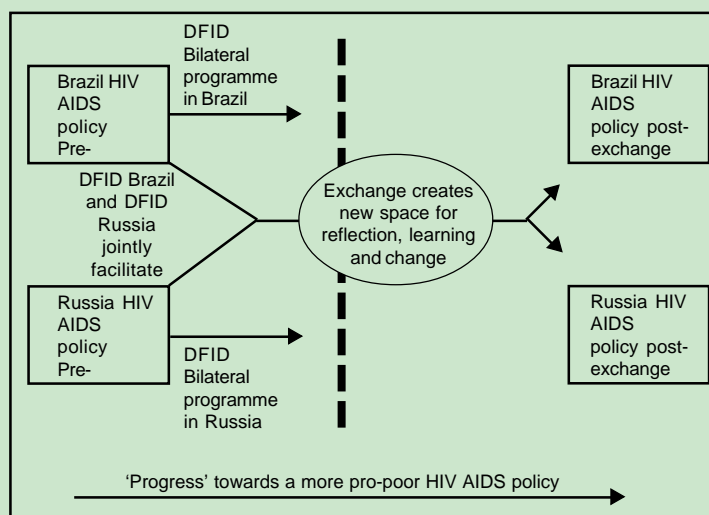 DFID
Bilateral
programme
in Brazil
Brazil HIV
AIDS
policy
Pre-
Brazil HIV
AIDS
policy post-
exchange
DFID Brazil
and DFID
Russia
jointly
facilitate
Exchange creates
new space for
reflection, learning
and change
Russia HIV
AIDS
policy
Pre-
Russia HIV
AIDS
policy post-
exchange
DFID
Bilateral
programme
in Russia
‘Progress’ towards a more pro-poor HIV AIDS policy